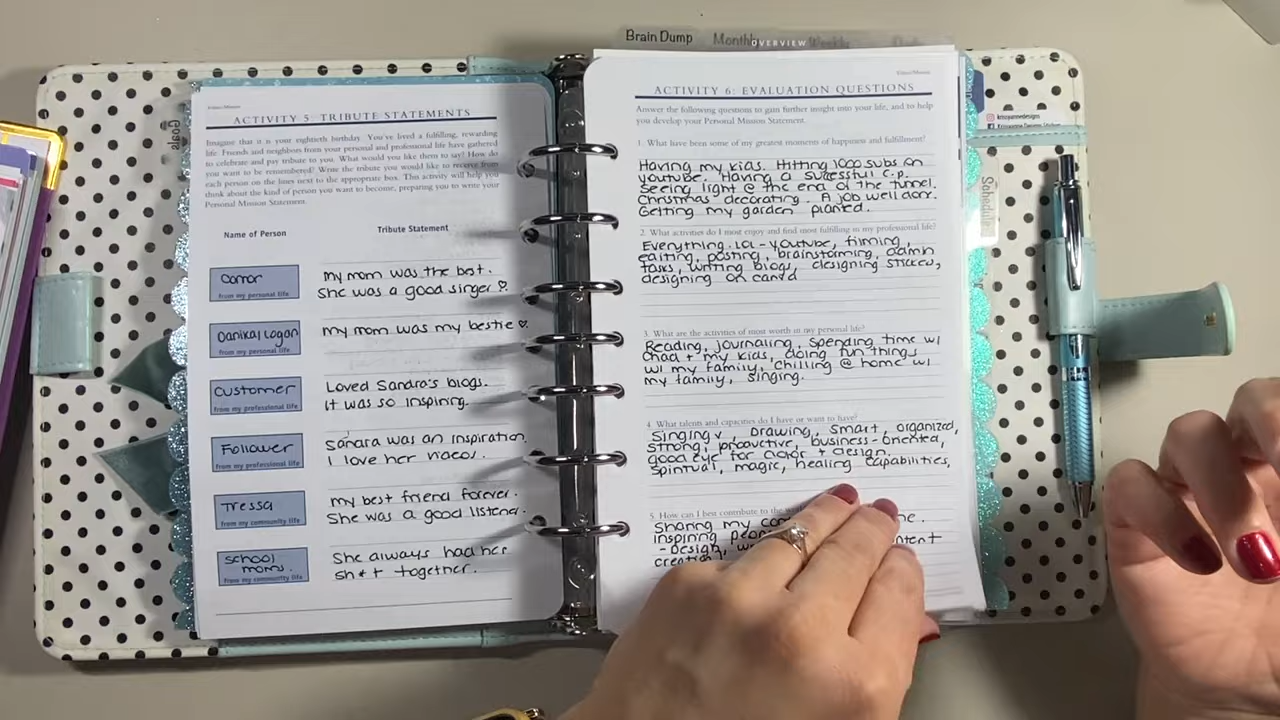 Brain Dump
Monthly
OVERVIEW
Weekly
Goals
Vision/Mission
ACTIVITY 5: TRIBUTE STATEMENTS
Imagine that it is your eightieth birthday. You've lived a fulfilling, rewarding
life. Friends and neighbors from your personal and professional life have gathered
to celebrate and pay tribute to you. What would you like them to say? How do
you want to be remembered? Write the tribute you would like to receive from
each person on the lines next to the appropriate box. This activity will help you
think about the kind of person you want to become, preparing you to write your
Personal Mission Statement.
Name of Person
Tribute Statement
Conor
from my personal life
my mom was the best.
She was a good singer ♡.
Danika/Logan
from my personal life
my mom was my bestie ♡.
Customer
from my professional life
Loved Sandra's blogs.
It was so inspiring.
Follower
from my professional life
Sandra was an inspiration.
I love her videos.
Tressa
from my community life
my best friend forever.
She was a good listener.
school
moms.
from my community life
She always had her
sh*t together.
Vision/Mission
ACTIVITY 6: EVALUATION QUESTIONS
Answer the following questions to gain further insight into your life, and to help
you develop your Personal Mission Statement.
1. What have been some of my greatest moments of happiness and fulfillment?
Having my kids. Hitting 1000 subs on
youtube. Having a successful c.p.
Seeing light @ the end of the tunnel.
Christmas decorating. A job well done.
Getting my garden planted.
2. What activities do I most enjoy and find most fulfilling in my professional life?
Everything. lol - youtube, filming,
editing, posting, brainstorming, admin
tasks, writing blogs, designing stickers,
designing on canva
3. What are the activities of most worth in my personal life?
Reading, journaling, spending time w/
Chad + my kids, doing fun things
w/ my family, chilling @ home w/
my family, singing.
4. What talents and capacities do I have or want to have?
Singing, Drawing, smart, organized,
strong, productive, business-oriented,
good eye for color + design.
Spiritual, magic, healing capabilities,
5. How can I best contribute to the
sharing my
inspiring
- Design,
krissyannedesigns
Krissyanne Designs
Schedule